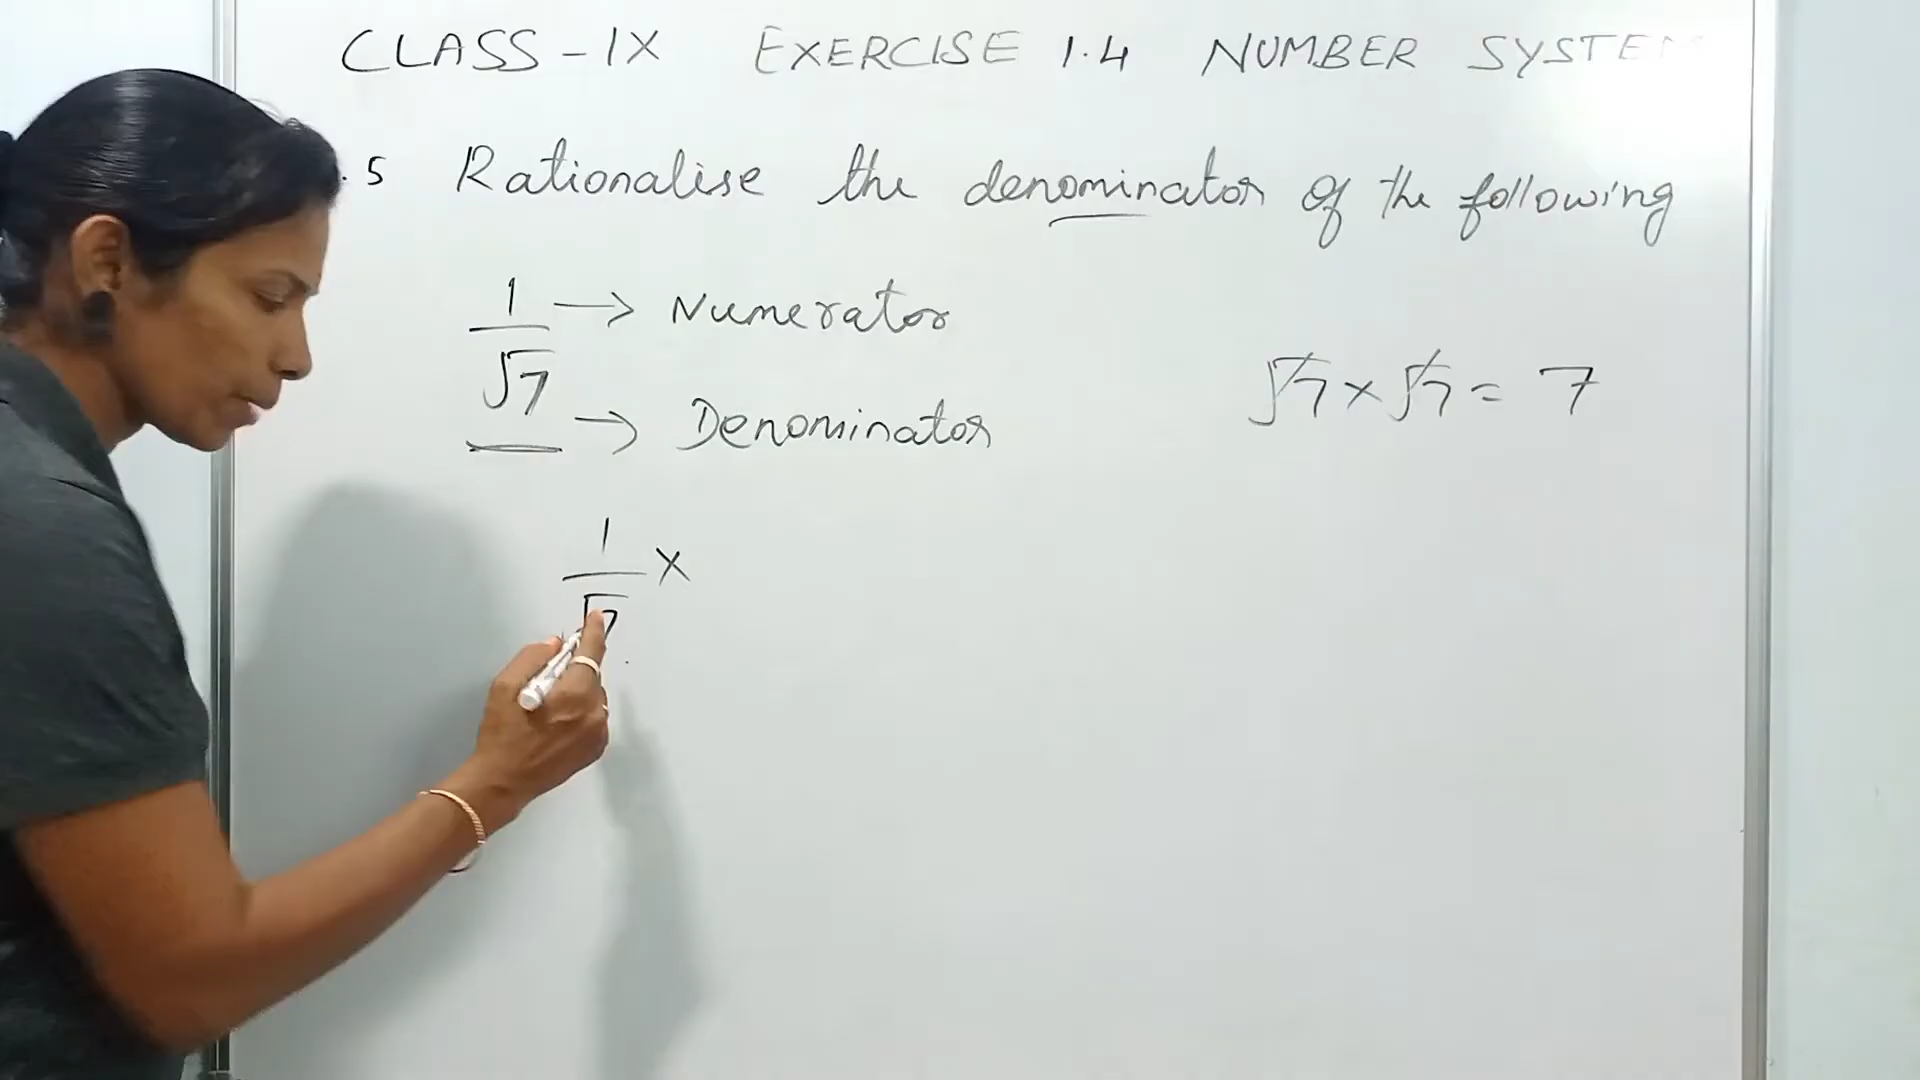 CLASS - IX EXERCISE 1.4 NUMBER SYSTEM
. 5 Rationalise the denominator of the following
1 → Numerator
√7 → Denominator
√7 × √7 = 7
1 ×
√7